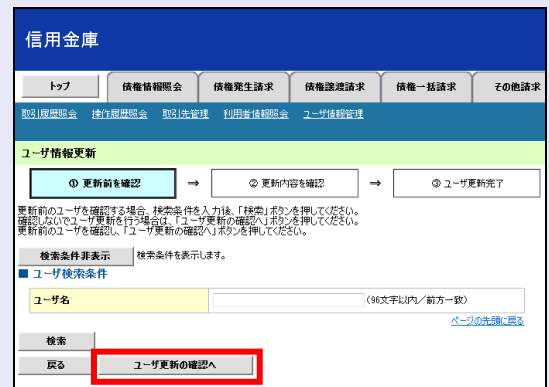 信用金庫
トップ 債権情報照会 債権発生請求 債権譲渡請求 債権一括請求 その他請求
取引履歴照会 操作履歴照会 取引先管理 利用者情報照会 ユーザ情報管理
ユーザ情報更新
① 更新前を確認 ⇒ ② 更新内容を確認 ⇒ ③ ユーザ更新完了
更新前のユーザを確認する場合、検索条件を入力後、「検索」ボタンを押してください。
確認しないでユーザ更新を行う場合は、「ユーザ更新の確認へ」ボタンを押してください。
更新前のユーザを確認し、「ユーザ更新の確認へ」ボタンを押してください。
検索条件非表示 検索条件を表示します。
■ ユーザ検索条件
ユーザ名 (96文字以内／前方一致)
ページの先頭に戻る
検索
戻る ユーザ更新の確認へ